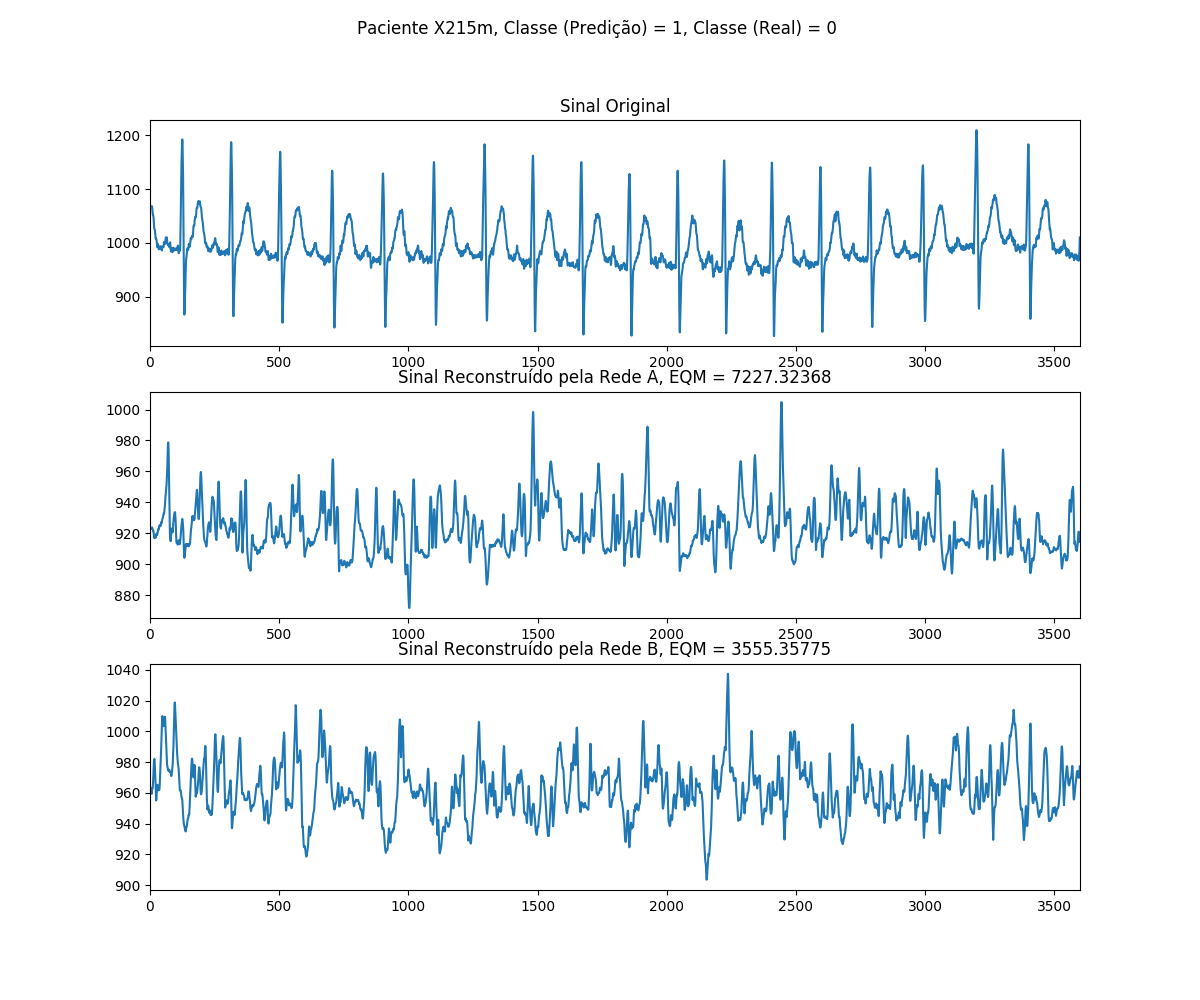 Paciente X215m, Classe (Predição) = 1, Classe (Real) = 0
Sinal Original
1200
1100
1000
900
0 500 1000 1500 2000 2500 3000 3500
Sinal Reconstruído pela Rede A, EQM = 7227.32368
1000
980
960
940
920
900
880
0 500 1000 1500 2000 2500 3000 3500
Sinal Reconstruído pela Rede B, EQM = 3555.35775
1040
1020
1000
980
960
940
920
900
0 500 1000 1500 2000 2500 3000 3500